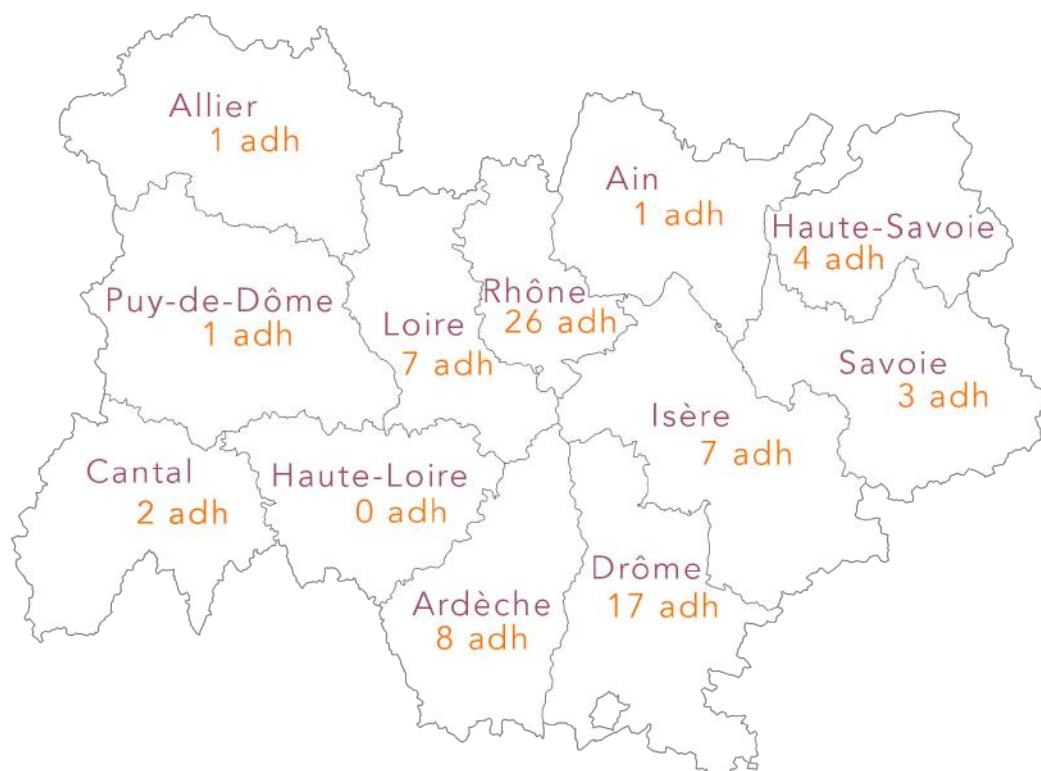 Allier
1 adh
Ain
1 adh
Haute-Savoie
4 adh
Puy-de-Dôme
1 adh
Loire
7 adh
Rhône
26 adh
Savoie
3 adh
Isère
7 adh
Cantal
2 adh
Haute-Loire
0 adh
Ardèche
8 adh
Drôme
17 adh